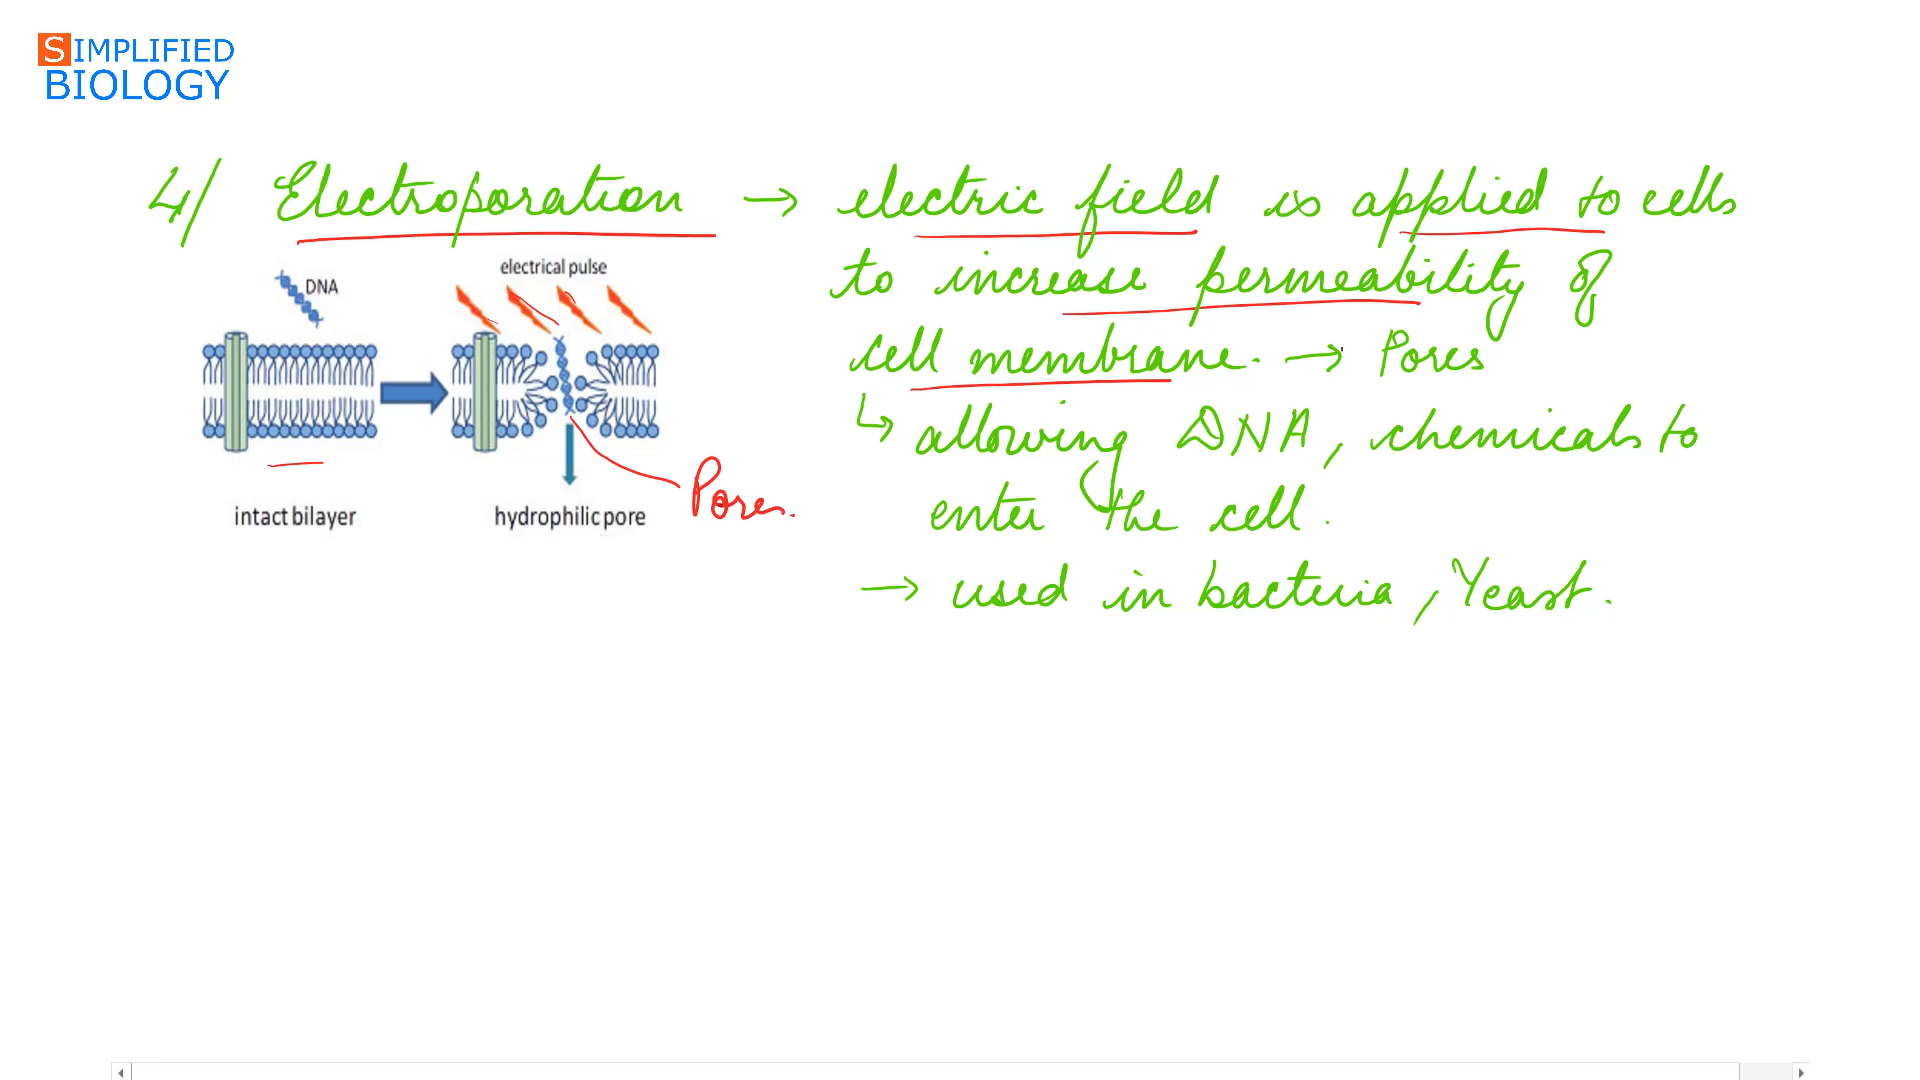 SIMPLIFIED
BIOLOGY
4/ Electroporation → electric field is applied to cells
to increase permeability of
cell membrane. → Pores
↳ allowing DNA, chemicals to
enter the cell.
→ used in bacteria, Yeast.
DNA
electrical pulse
Pores.
intact bilayer
hydrophilic pore